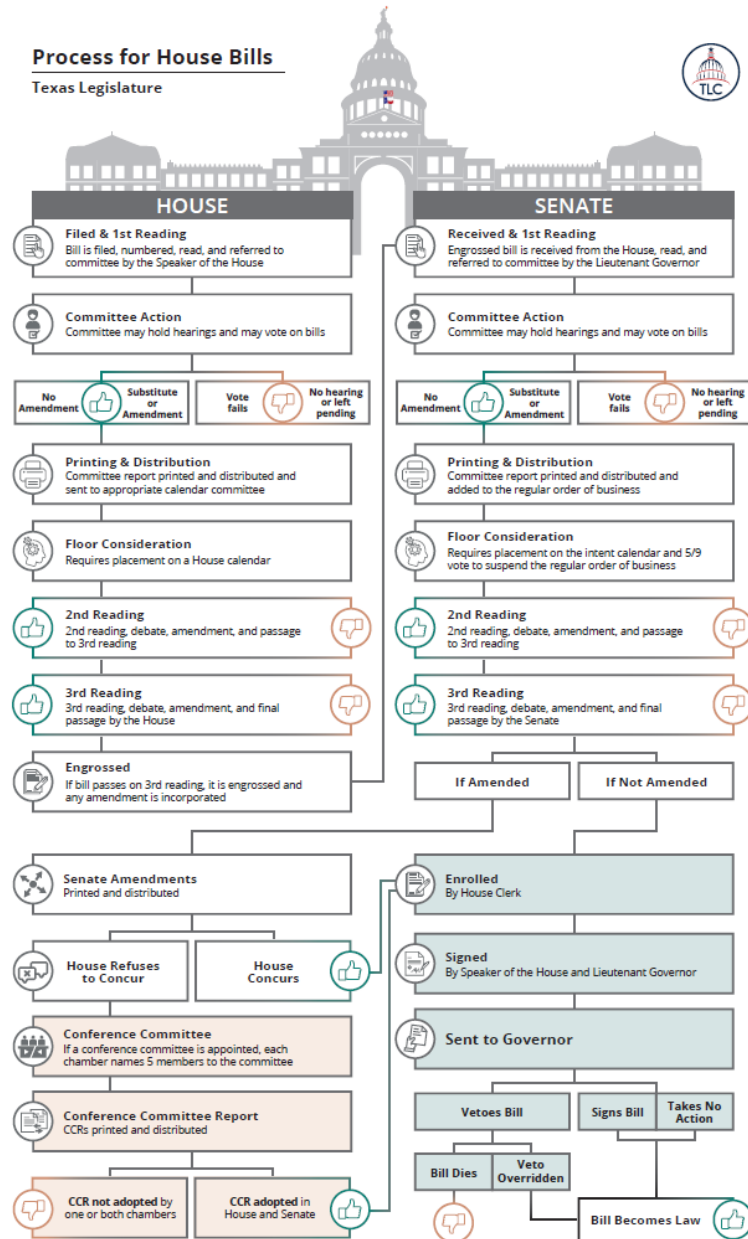 Process for House Bills
Texas Legislature
TLC
HOUSE
Filed & 1st Reading
Bill is filed, numbered, read, and referred to
committee by the Speaker of the House
Committee Action
Committee may hold hearings and may vote on bills
No
Amendment
Substitute
or
Amendment
Vote
fails
No hearing
or left
pending
Printing & Distribution
Committee report printed and distributed and
sent to appropriate calendar committee
Floor Consideration
Requires placement on a House calendar
2nd Reading
2nd reading, debate, amendment, and passage
to 3rd reading
3rd Reading
3rd reading, debate, amendment, and final
passage by the House
Engrossed
If bill passes on 3rd reading, it is engrossed and
any amendment is incorporated
SENATE
Received & 1st Reading
Engrossed bill is received from the House, read, and
referred to committee by the Lieutenant Governor
Committee Action
Committee may hold hearings and may vote on bills
No
Amendment
Substitute
or
Amendment
Vote
fails
No hearing
or left
pending
Printing & Distribution
Committee report printed and distributed and
added to the regular order of business
Floor Consideration
Requires placement on the intent calendar and 5/9
vote to suspend the regular order of business
2nd Reading
2nd reading, debate, amendment, and passage
to 3rd reading
3rd Reading
3rd reading, debate, amendment, and final
passage by the Senate
If Amended
If Not Amended
Senate Amendments
Printed and distributed
House Refuses
to Concur
House
Concurs
Conference Committee
If a conference committee is appointed, each
chamber names 5 members to the committee
Conference Committee Report
CCRs printed and distributed
CCR not adopted by
one or both chambers
CCR adopted in
House and Senate
Enrolled
By House Clerk
Signed
By Speaker of the House and Lieutenant Governor
Sent to Governor
Vetoes Bill
Signs Bill
Takes No
Action
Bill Dies
Veto
Overridden
Bill Becomes Law